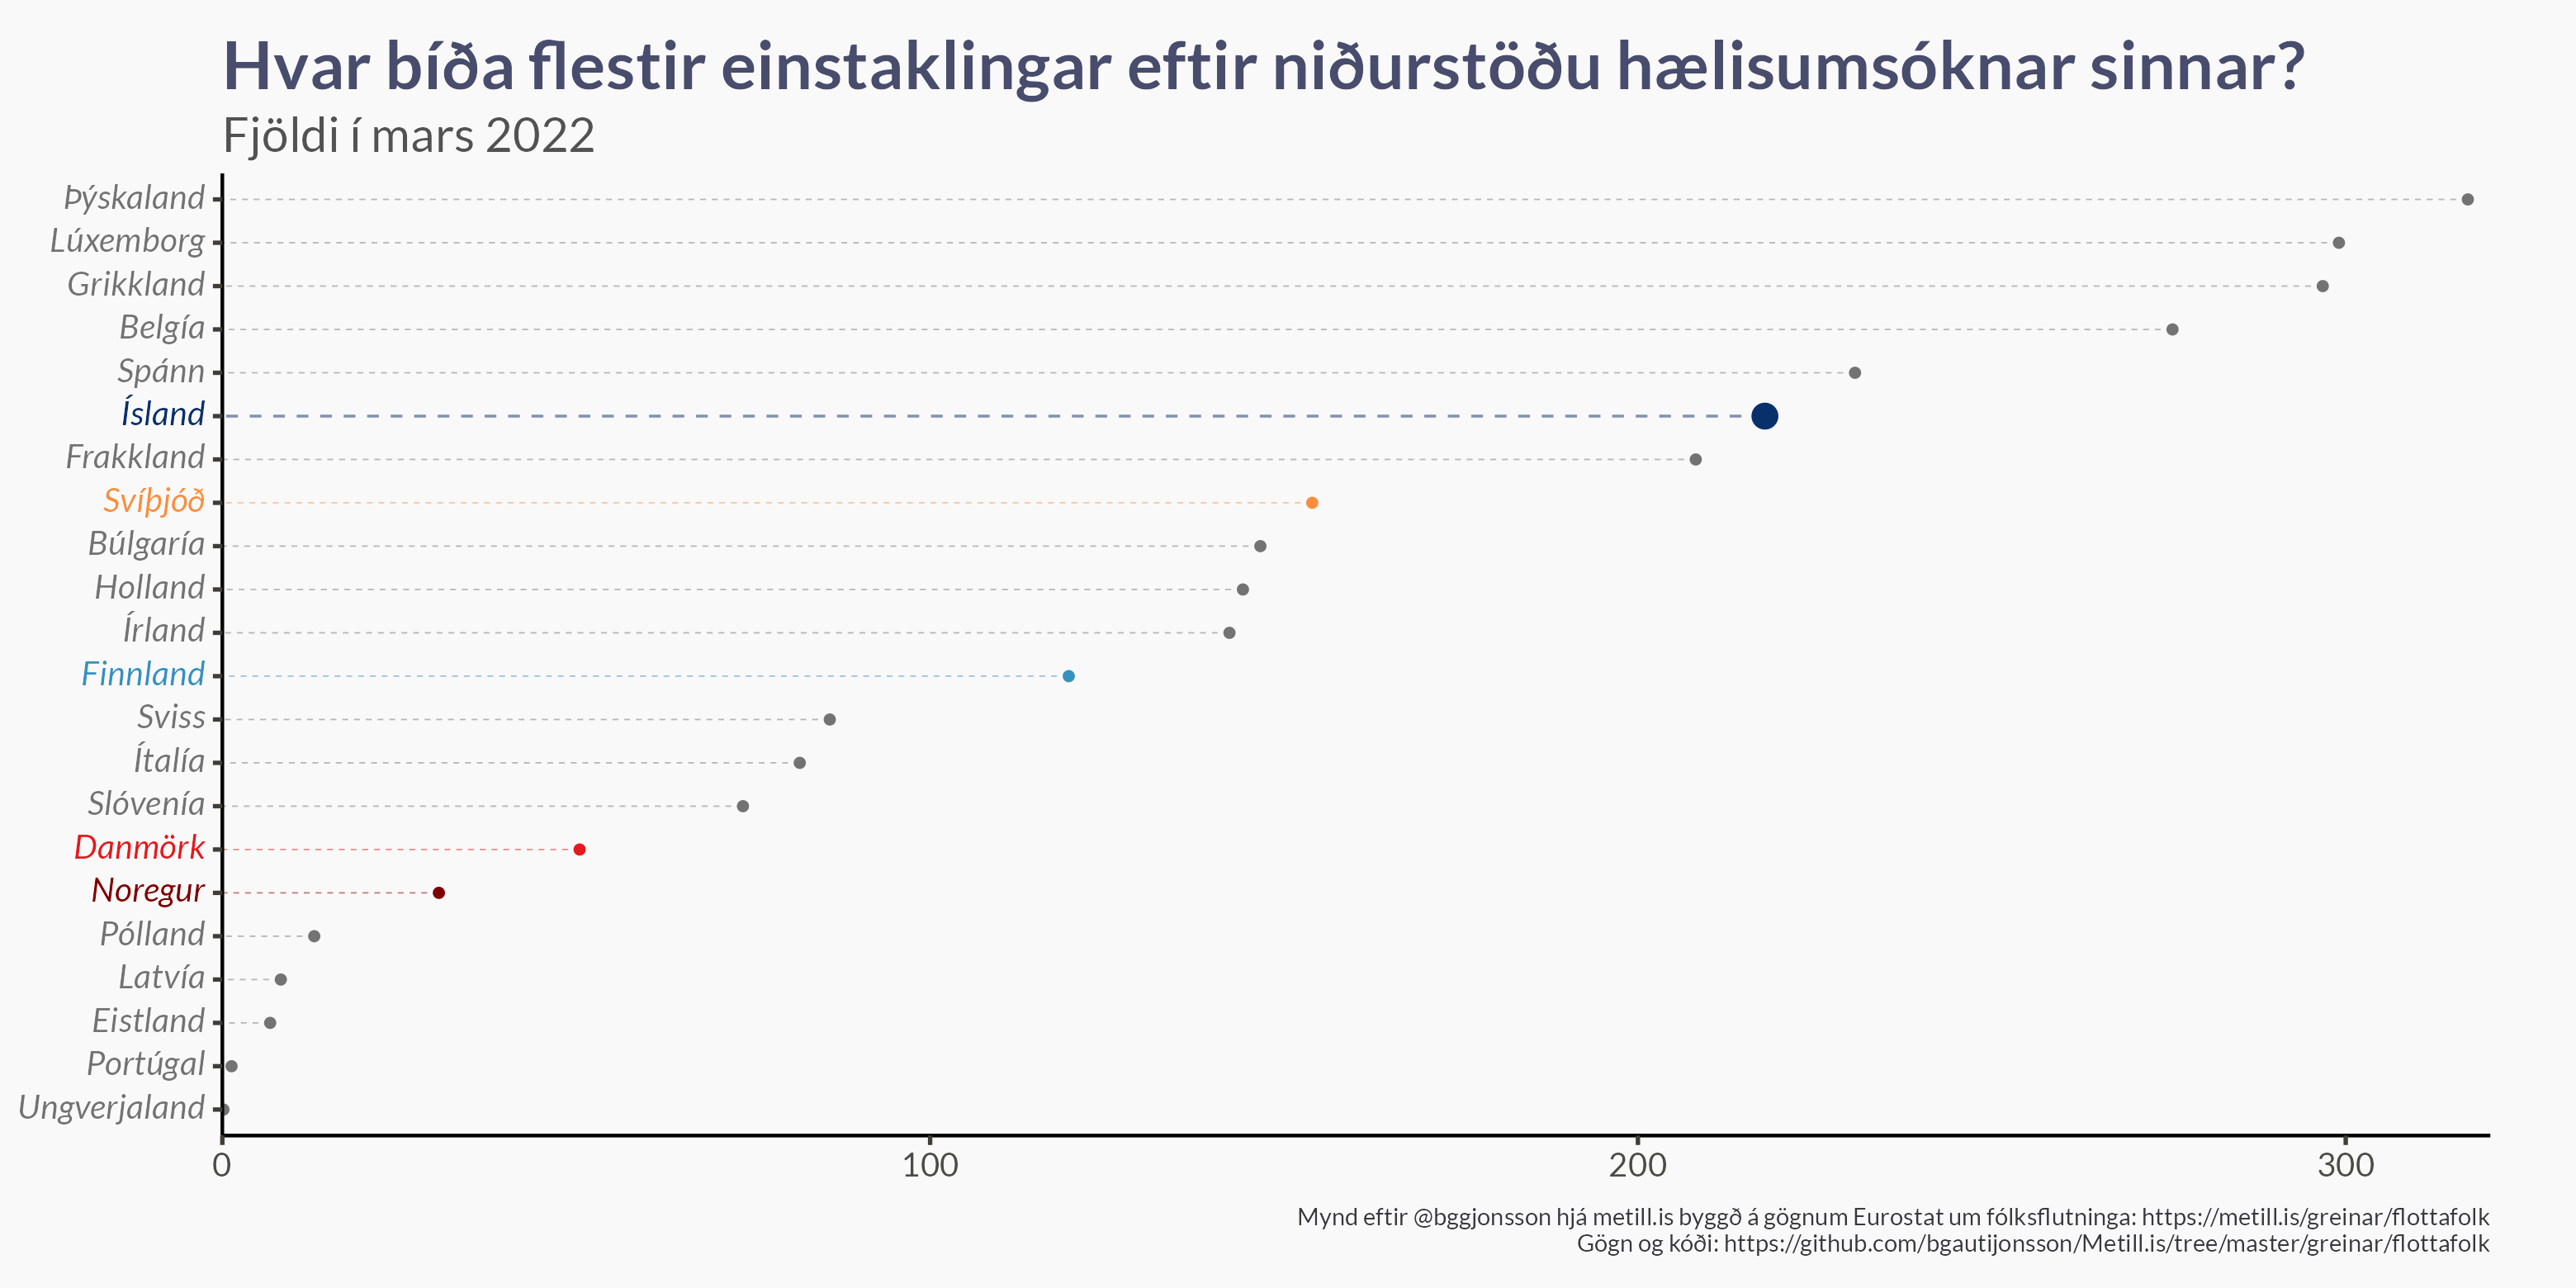 Hvar bíða flestir einstaklingar eftir niðurstöðu hælisumsóknar sinnar?
Fjöldi í mars 2022
Þýskaland
Lúxemborg
Grikkland
Belgía
Spánn
Ísland
Frakkland
Svíþjóð
Búlgaría
Holland
Írland
Finnland
Sviss
Ítalía
Slóvenía
Danmörk
Noregur
Pólland
Latvía
Eistland
Portúgal
Ungverjaland
0 100 200 300
Mynd eftir @bggjonsson hjá metill.is byggð á gögnum Eurostat um fólksflutninga: https://metill.is/greinar/flottafolk
Gögn og kóði: https://github.com/bgautijonsson/Metill.is/tree/master/greinar/flottafolk